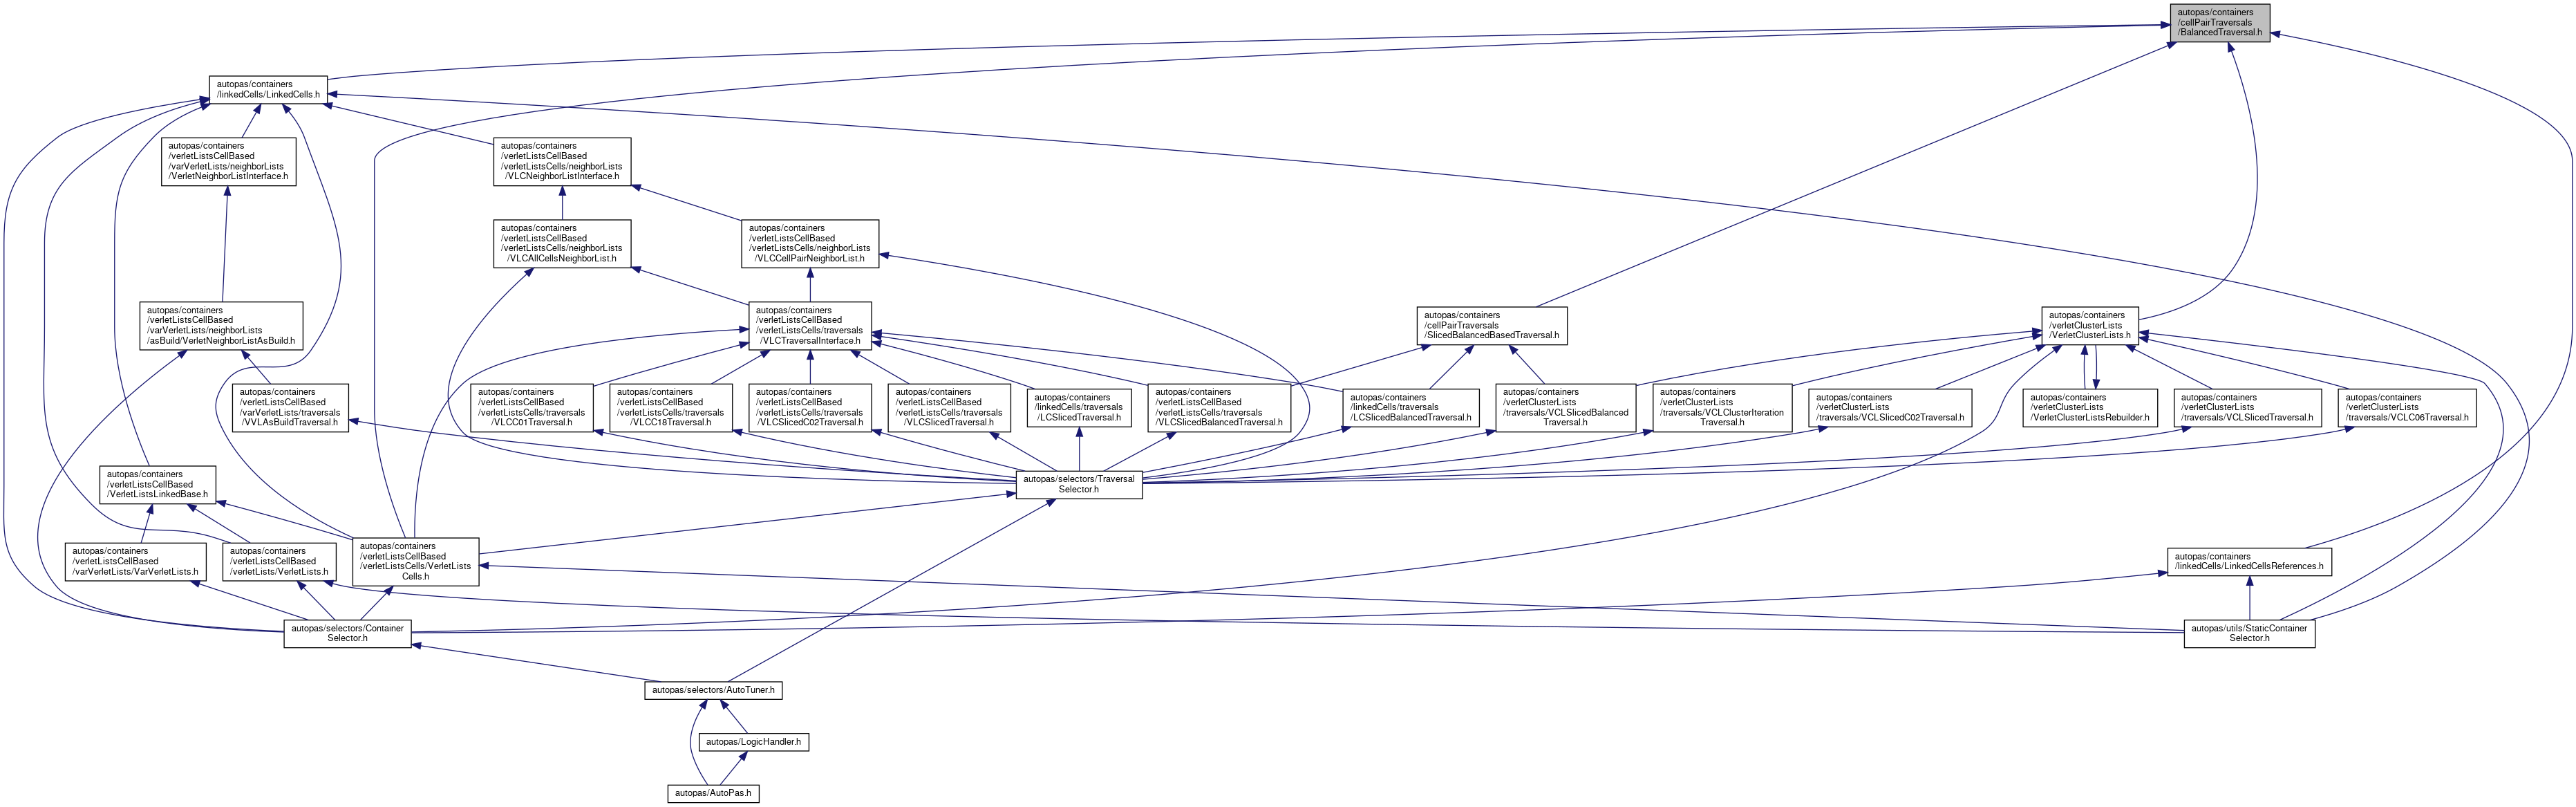 autopas/containers
/cellPairTraversals
/BalancedTraversal.h
autopas/containers
/linkedCells/LinkedCells.h
autopas/containers
/verletListsCellBased
/varVerletLists/neighborLists
/VerletNeighborListInterface.h
autopas/containers
/verletListsCellBased
/verletListsCells/neighborLists
/VLCNeighborListInterface.h
autopas/containers
/verletListsCellBased
/verletListsCells/neighborLists
/VLCAllCellsNeighborList.h
autopas/containers
/verletListsCellBased
/verletListsCells/neighborLists
/VLCCellPairNeighborList.h
autopas/containers
/verletListsCellBased
/varVerletLists/neighborLists
/asBuild/VerletNeighborListAsBuild.h
autopas/containers
/verletListsCellBased
/verletListsCells/traversals
/VLCTraversalInterface.h
autopas/containers
/cellPairTraversals
/SlicedBalancedBasedTraversal.h
autopas/containers
/verletClusterLists
/VerletClusterLists.h
autopas/containers
/verletListsCellBased
/varVerletLists/traversals
/VVLAsBuildTraversal.h
autopas/containers
/verletListsCellBased
/verletListsCells/traversals
/VLCC01Traversal.h
autopas/containers
/verletListsCellBased
/verletListsCells/traversals
/VLCC18Traversal.h
autopas/containers
/verletListsCellBased
/verletListsCells/traversals
/VLCSlicedC02Traversal.h
autopas/containers
/verletListsCellBased
/verletListsCells/traversals
/VLCSlicedTraversal.h
autopas/containers
/linkedCells/traversals
/LCSlicedTraversal.h
autopas/containers
/verletListsCellBased
/verletListsCells/traversals
/VLCSlicedBalancedTraversal.h
autopas/containers
/linkedCells/traversals
/LCSlicedBalancedTraversal.h
autopas/containers
/verletClusterLists
/traversals/VCLSlicedBalanced
Traversal.h
autopas/containers
/verletClusterLists
/traversals/VCLClusterIteration
Traversal.h
autopas/containers
/verletClusterLists
/traversals/VCLSlicedC02Traversal.h
autopas/containers
/verletClusterLists
/VerletClusterListsRebuilder.h
autopas/containers
/verletClusterLists
/traversals/VCLSlicedTraversal.h
autopas/containers
/verletClusterLists
/traversals/VCLC06Traversal.h
autopas/containers
/verletListsCellBased
/VerletListsLinkedBase.h
autopas/selectors/Traversal
Selector.h
autopas/containers
/verletListsCellBased
/varVerletLists/VarVerletLists.h
autopas/containers
/verletListsCellBased
/verletLists/VerletLists.h
autopas/containers
/verletListsCellBased
/verletListsCells/VerletLists
Cells.h
autopas/containers
/linkedCells/LinkedCellsReferences.h
autopas/selectors/Container
Selector.h
autopas/utils/StaticContainer
Selector.h
autopas/selectors/AutoTuner.h
autopas/LogicHandler.h
autopas/AutoPas.h